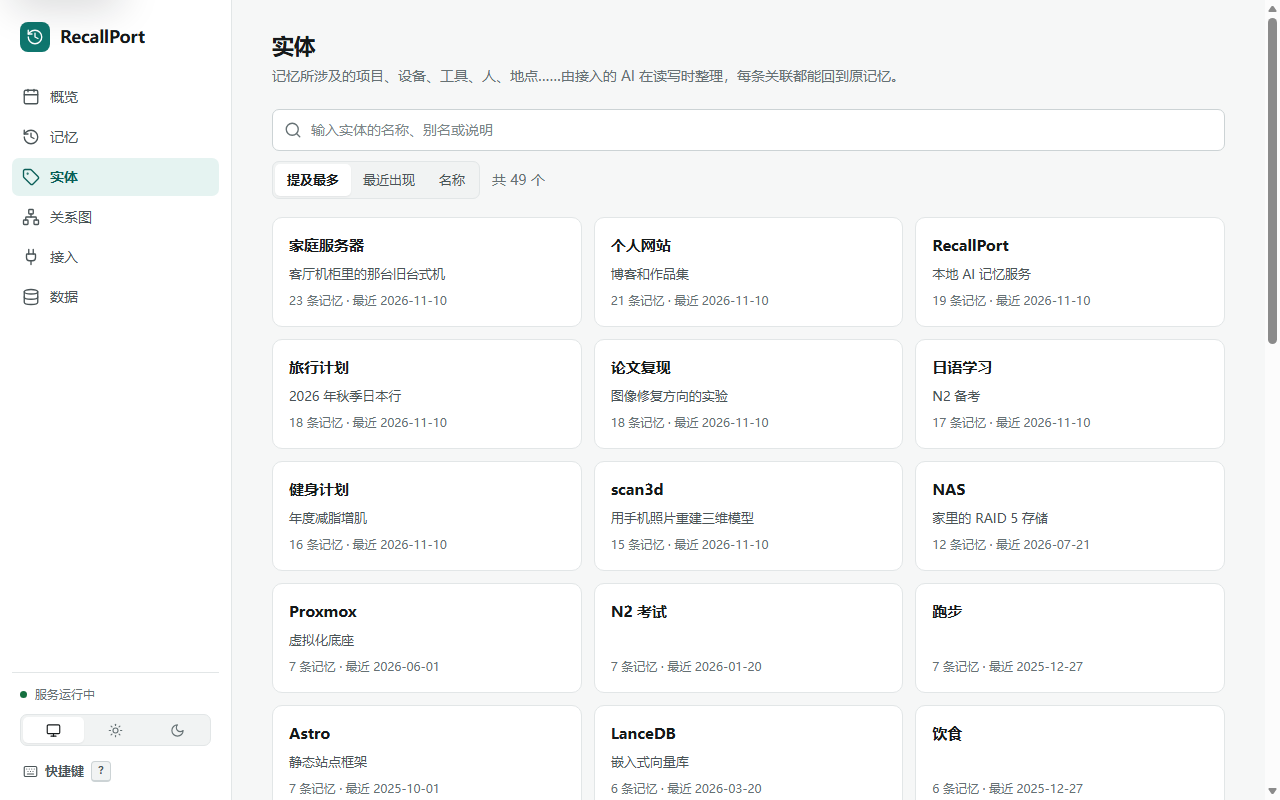 RecallPort
概览
记忆
实体
关系图
接入
数据
服务运行中
快捷键 ?
实体
记忆所涉及的项目、设备、工具、人、地点……由接入的 AI 在读写时整理，每条关联都能回到原记忆。
输入实体的名称、别名或说明
提及最多 最近出现 名称 共 49 个
家庭服务器
客厅机柜里的那台旧台式机
23 条记忆 · 最近 2026-11-10
个人网站
博客和作品集
21 条记忆 · 最近 2026-11-10
RecallPort
本地 AI 记忆服务
19 条记忆 · 最近 2026-11-10
旅行计划
2026 年秋季日本行
18 条记忆 · 最近 2026-11-10
论文复现
图像修复方向的实验
18 条记忆 · 最近 2026-11-10
日语学习
N2 备考
17 条记忆 · 最近 2026-11-10
健身计划
年度减脂增肌
16 条记忆 · 最近 2026-11-10
scan3d
用手机照片重建三维模型
15 条记忆 · 最近 2026-11-10
NAS
家里的 RAID 5 存储
12 条记忆 · 最近 2026-07-21
Proxmox
虚拟化底座
7 条记忆 · 最近 2026-06-01
N2 考试
7 条记忆 · 最近 2026-01-20
跑步
7 条记忆 · 最近 2025-12-27
Astro
静态站点框架
7 条记忆 · 最近 2025-10-01
LanceDB
嵌入式向量库
6 条记忆 · 最近 2026-03-20
饮食
6 条记忆 · 最近 2025-12-27